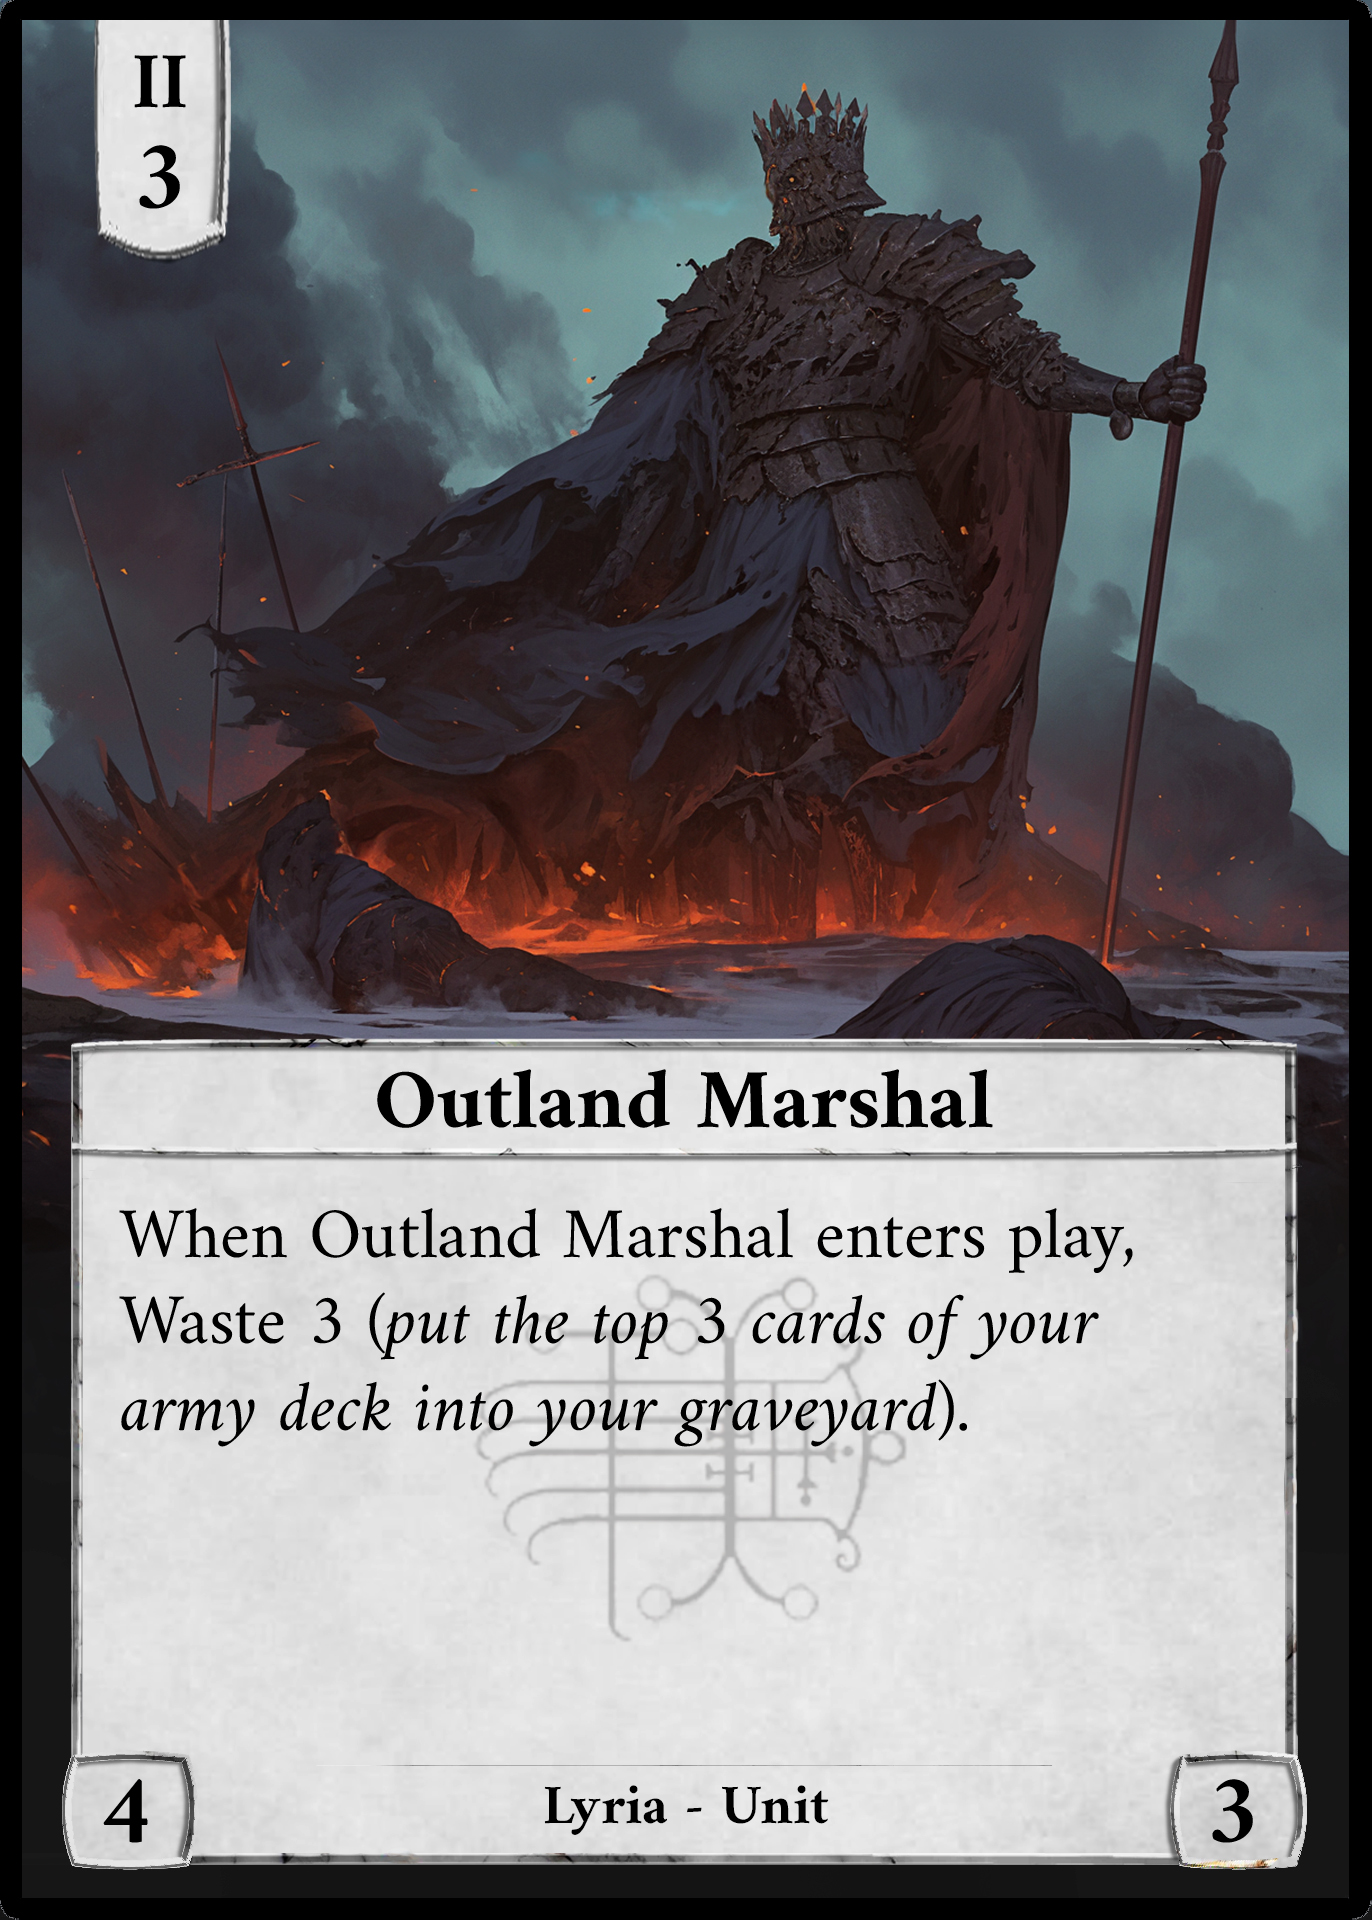 II
3
Outland Marshal
When Outland Marshal enters play,
Waste 3 (put the top 3 cards of your
army deck into your graveyard).
4
Lyria - Unit
3